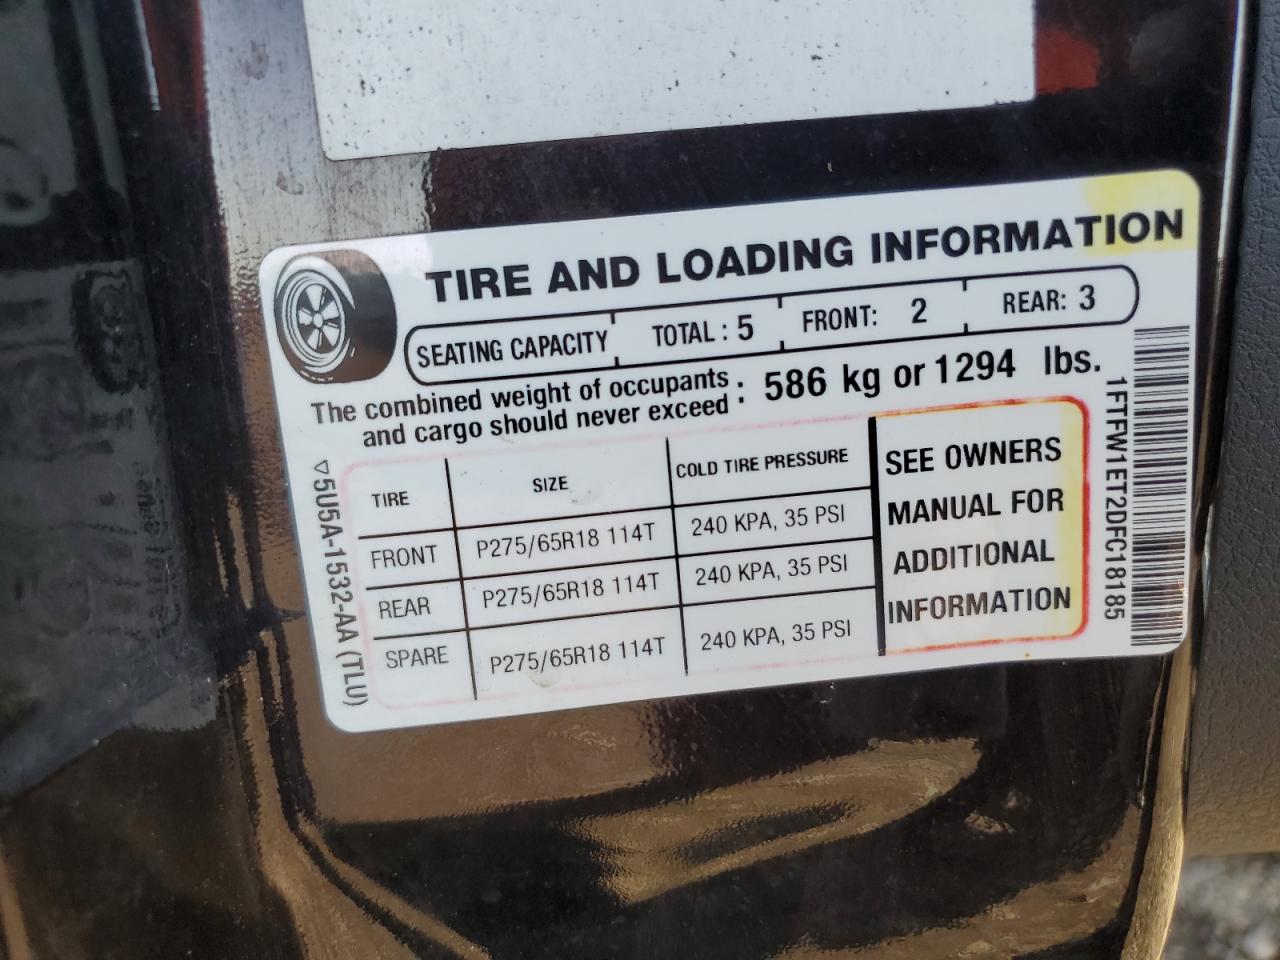 TIRE AND LOADING INFORMATION
SEATING CAPACITY TOTAL : 5 FRONT: 2 REAR: 3
The combined weight of occupants
and cargo should never exceed : 586 kg or 1294 lbs.
TIRE SIZE COLD TIRE PRESSURE
FRONT P275/65R18 114T 240 KPA, 35 PSI
REAR P275/65R18 114T 240 KPA, 35 PSI
SPARE P275/65R18 114T 240 KPA, 35 PSI
SEE OWNERS
MANUAL FOR
ADDITIONAL
INFORMATION
▽5U5A-1532-AA (TLU)
1FTFW1ET2DFC18185